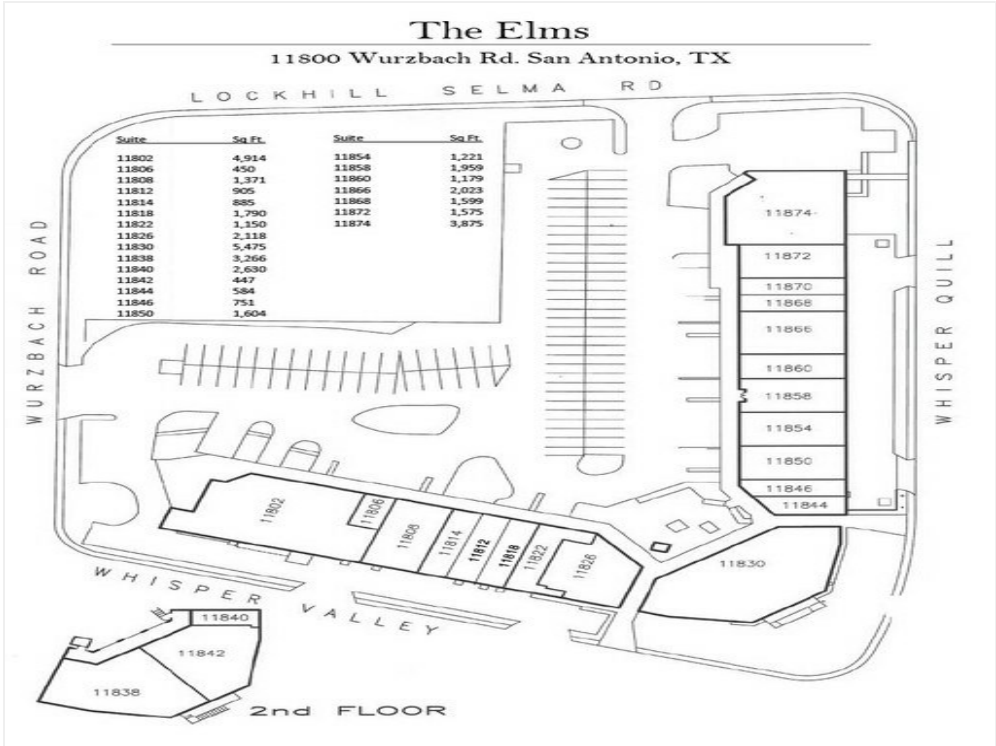 The Elms
11800 Wurzbach Rd. San Antonio, TX
LOCKHILL SELMA RD
Suite Sq Ft. Suite Sq Ft.
11802 4,914 11854 1,221
11806 450 11858 1,959
11808 1,371 11860 1,179
11812 905 11866 2,023
11814 885 11868 1,599
11818 1,790 11872 1,575
11822 1,150 11874 3,875
11826 2,118
11830 5,475
11838 3,266
11840 2,630
11842 447
11844 584
11846 751
11850 1,604
WURZBACH ROAD
WHISPER QUILL
11874
11872
11870
11868
11866
11860
11858
11854
11850
11846
11844
11802
11806
11808
11814
11812
11818
11822
11826
11830
WHISPER VALLEY
11840
11842
11838
2nd FLOOR